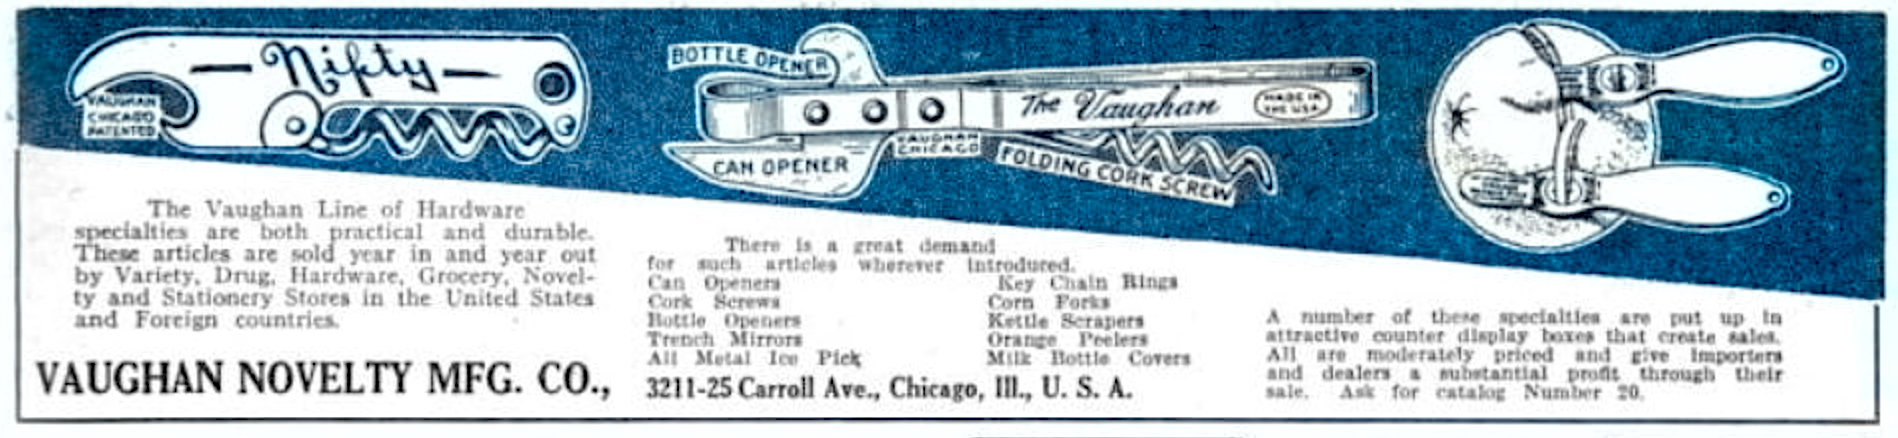 — Nifty —
VAUGHAN
CHICAGO
PATENTED
BOTTLE OPENER
The Vaughan
MADE IN
THE U.S.A.
CAN OPENER
VAUGHAN
CHICAGO
FOLDING CORK SCREW
The Vaughan Line of Hardware
specialties are both practical and durable.
These articles are sold year in and year out
by Variety, Drug, Hardware, Grocery, Novel-
ty and Stationery Stores in the United States
and Foreign countries.
VAUGHAN NOVELTY MFG. CO.,
There is a great demand
for such articles wherever introduced.
Can Openers
Cork Screws
Bottle Openers
Trench Mirrors
All Metal Ice Pick
Key Chain Rings
Corn Forks
Kettle Scrapers
Orange Peelers
Milk Bottle Covers
3211-25 Carroll Ave., Chicago, Ill., U. S. A.
A number of these specialties are put up in
attractive counter display boxes that create sales.
All are moderately priced and give importers
and dealers a substantial profit through their
sale. Ask for catalog Number 20.